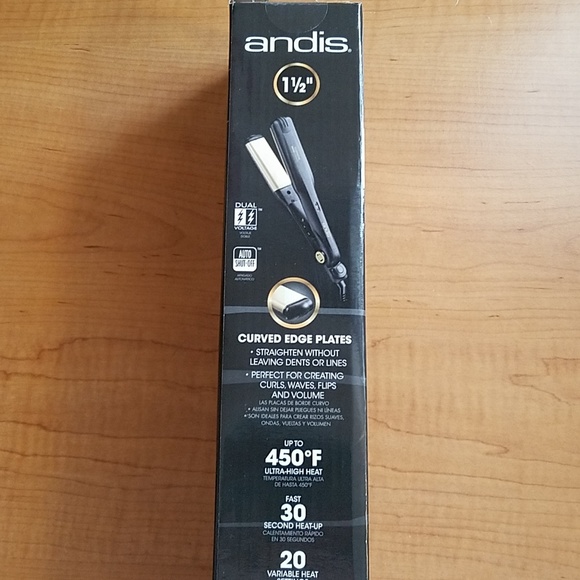 andis.
1½"
DUAL
VOLTAGE
AUTO
SHUT-OFF
CURVED EDGE PLATES
• STRAIGHTEN WITHOUT
LEAVING DENTS OR LINES
• PERFECT FOR CREATING
CURLS, WAVES, FLIPS
AND VOLUME
LAS PLACAS DE BORDE CURVO
• ALISAN SIN DEJAR PLIEGUES NI LÍNEAS
• SON IDEALES PARA CREAR RIZOS SUAVES,
ONDAS, VUELTAS Y VOLUMEN
UP TO
450°F
ULTRA-HIGH HEAT
TEMPERATURA ULTRA ALTA
DE HASTA 450°F
FAST
30
SECOND HEAT-UP
CALENTAMIENTO RÁPIDO
EN 30 SEGUNDOS
20
VARIABLE HEAT